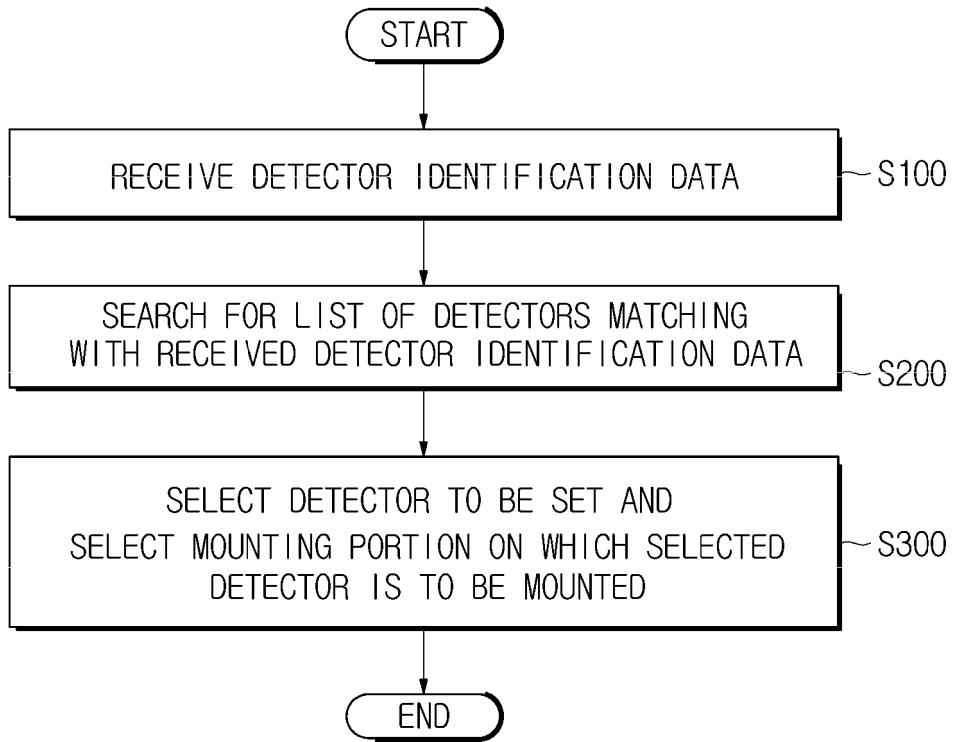 START
RECEIVE DETECTOR IDENTIFICATION DATA
S100
SEARCH FOR LIST OF DETECTORS MATCHING
WITH RECEIVED DETECTOR IDENTIFICATION DATA
S200
SELECT DETECTOR TO BE SET AND
SELECT MOUNTING PORTION ON WHICH SELECTED
DETECTOR IS TO BE MOUNTED
S300
END